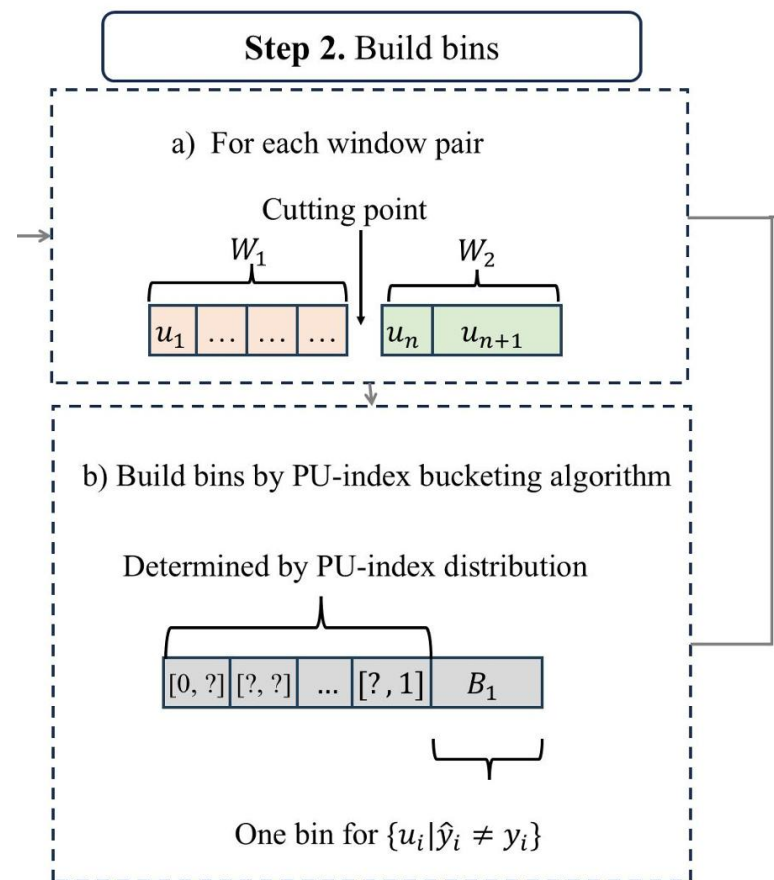 Step 2. Build bins
a) For each window pair
Cutting point
W₁ W₂
u₁ ... ... ... uₙ uₙ₊₁
b) Build bins by PU-index bucketing algorithm
Determined by PU-index distribution
[0, ?] [?, ?] ... [?, 1] B₁
One bin for {uᵢ|ŷᵢ ≠ yᵢ}